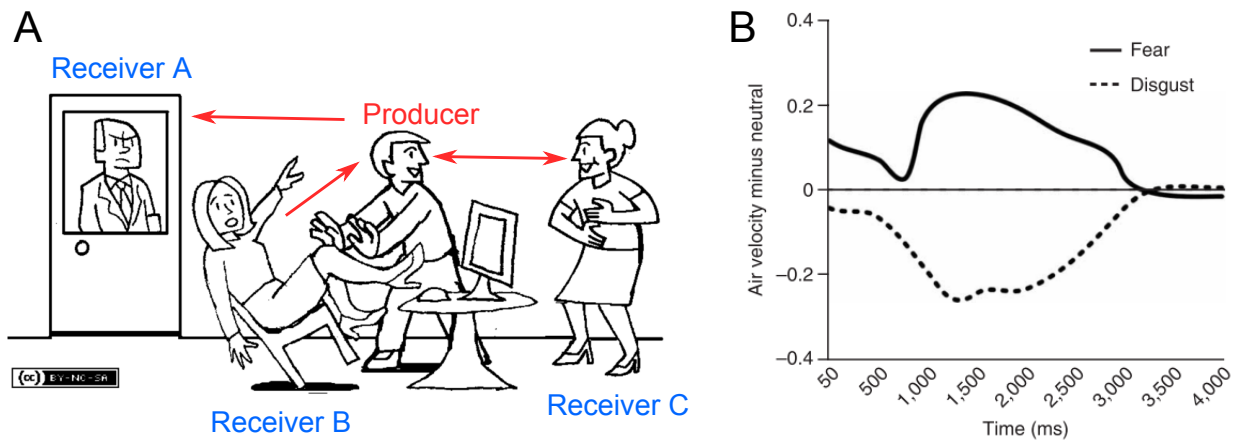 A
Receiver A
Producer
Receiver B
Receiver C
(cc) BY-NC-SA
B
Fear
Disgust
Air velocity minus neutral
0.4
0.2
0
–0.2
–0.4
50
500
1,000
1,500
2,000
2,500
3,000
3,500
4,000
Time (ms)